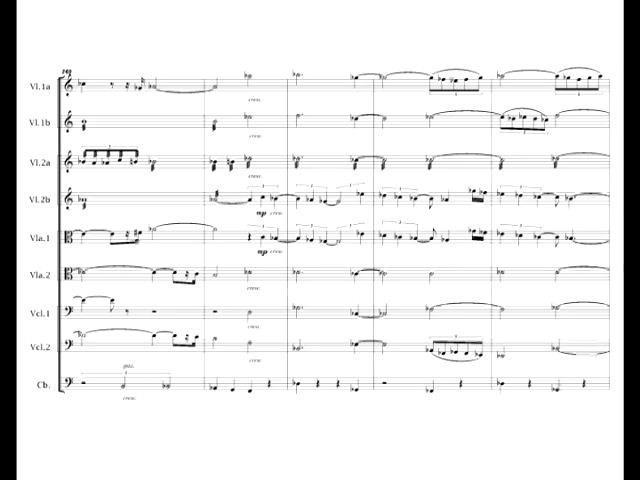 Vl.1a
cresc.
Vl.1b
cresc.
Vl.2a
cresc.
Vl.2b
mp cresc.
Vla.1
mp cresc.
Vla.2
cresc.
Vcl.1
cresc.
Vcl.2
cresc.
pizz.
Cb.
cresc. cresc.